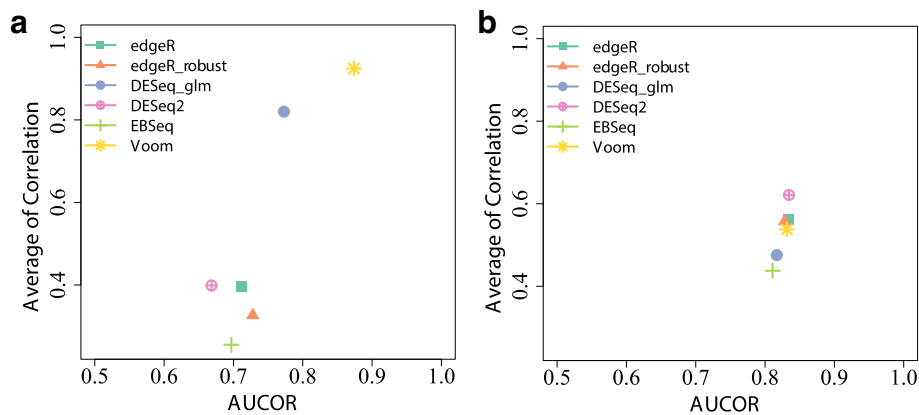 a
edgeR
edgeR_robust
DESeq_glm
DESeq2
EBSeq
Voom
Average of Correlation
1.0
0.8
0.6
0.4
0.5 0.6 0.7 0.8 0.9 1.0
AUCOR
b
edgeR
edgeR_robust
DESeq_glm
DESeq2
EBSeq
Voom
Average of Correlation
1.0
0.8
0.6
0.4
0.5 0.6 0.7 0.8 0.9 1.0
AUCOR